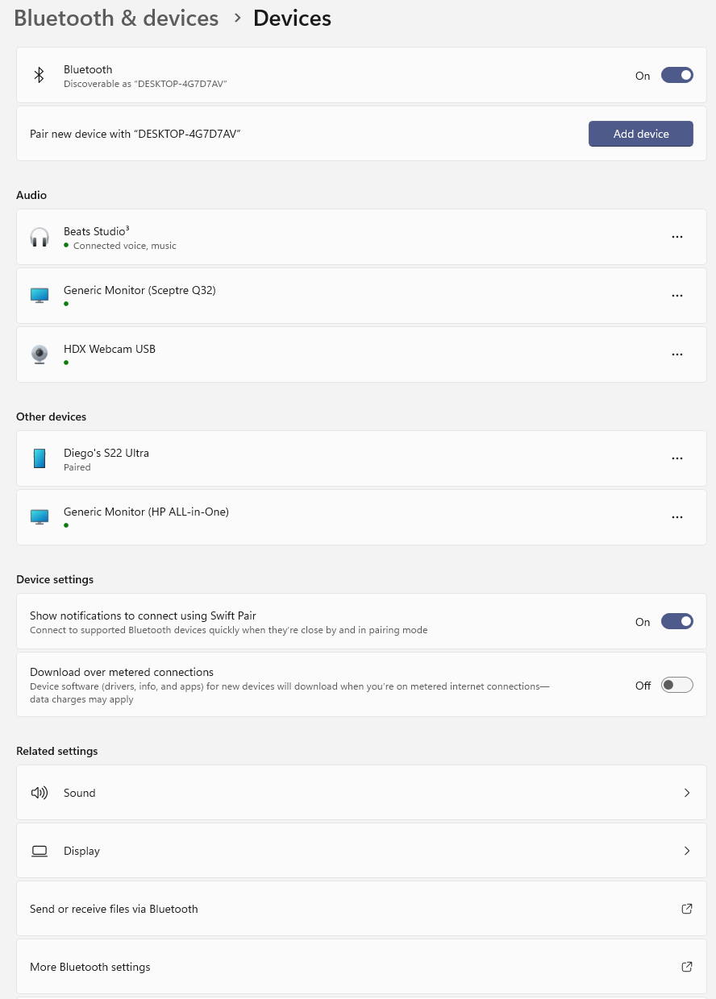 Bluetooth & devices > Devices
Bluetooth
Discoverable as “DESKTOP-4G7D7AV”
On
Pair new device with “DESKTOP-4G7D7AV”
Add device
Audio
Beats Studio³
Connected voice, music
Generic Monitor (Sceptre Q32)
HDX Webcam USB
Other devices
Diego's S22 Ultra
Paired
Generic Monitor (HP ALL-in-One)
Device settings
Show notifications to connect using Swift Pair
Connect to supported Bluetooth devices quickly when they’re close by and in pairing mode
On
Download over metered connections
Device software (drivers, info, and apps) for new devices will download when you’re on metered internet connections—
data charges may apply
Off
Related settings
Sound
Display
Send or receive files via Bluetooth
More Bluetooth settings